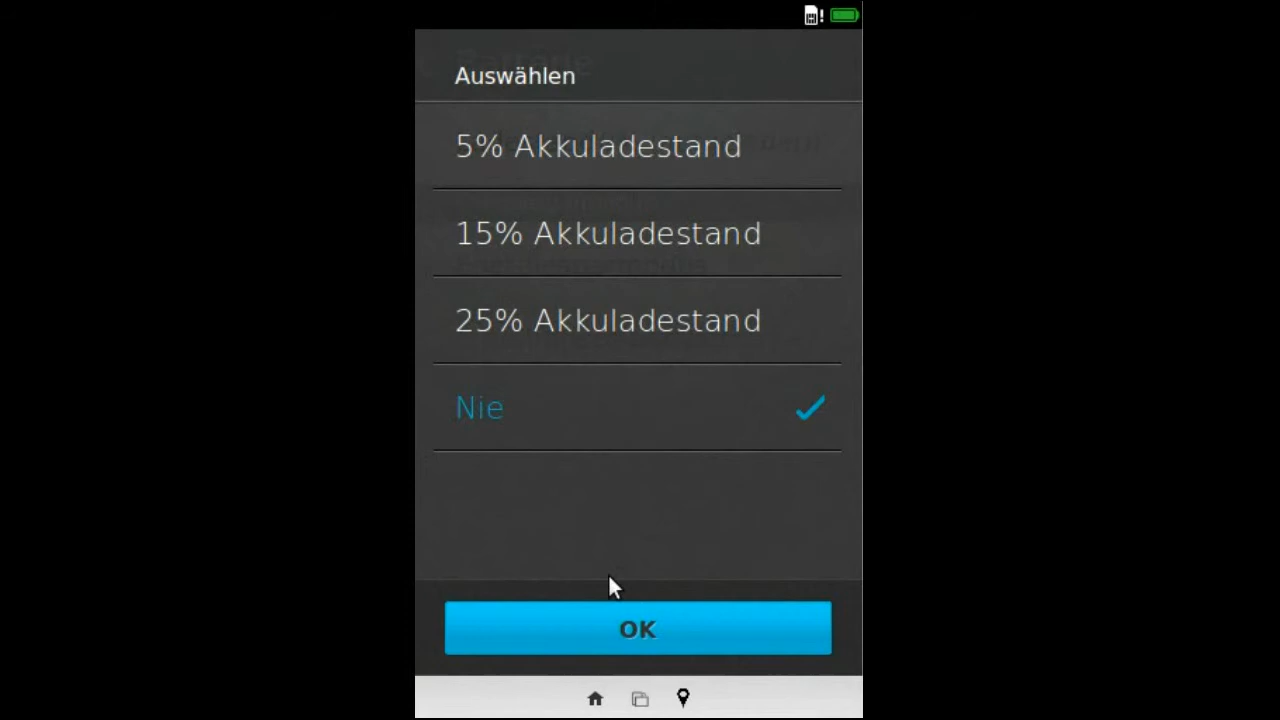 Auswählen
5% Akkuladestand
15% Akkuladestand
25% Akkuladestand
Nie
OK